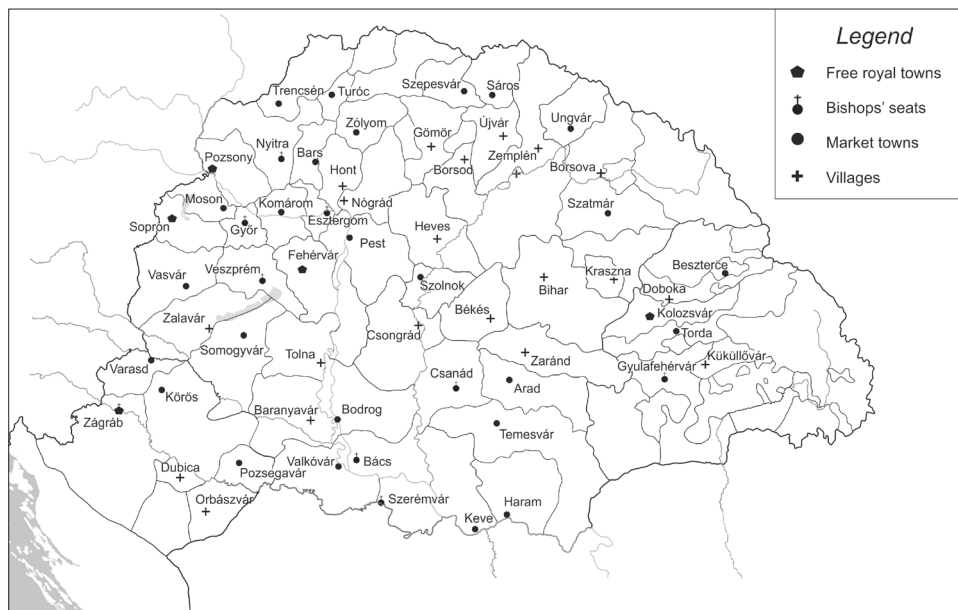 Legend
Free royal towns
Bishops' seats
Market towns
Villages
Trencsén
Turóc
Szepesvár
Sáros
Zólyom
Gömör
Újvár
Ungvár
Nyitra
Bars
Zemplén
Pozsony
Hont
Borsod
Borsova
Moson
Komárom
Nógrád
Szatmár
Sopron
Győr
Esztergom
Heves
Pest
Fehérvár
Vasvár
Veszprém
Szolnok
Bihar
Kraszna
Beszterce
Doboka
Kolozsvár
Zalavár
Békés
Csongrád
Torda
Somogyvár
Tolna
Zaránd
Gyulafehérvár
Küküllővár
Varasd
Csanád
Arad
Körös
Baranyavár
Bodrog
Zágráb
Temesvár
Dubica
Pozsegavár
Valkóvár
Bács
Orbászvár
Szerémvár
Haram
Keve